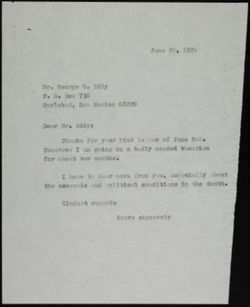 June 25, 1970
Mr. George G. Eddy
P. O. Box 730
Carlsbad, New Mexico 88220
Dear Mr. Eddy:
Thanks for your kind letter of June 2nd.
Tomorrow I am going on a badly needed vacation
for about two months.
I hope to hear more from you, especially about
the economic and political conditions in the South.
Kindest regards
Yours sincerely